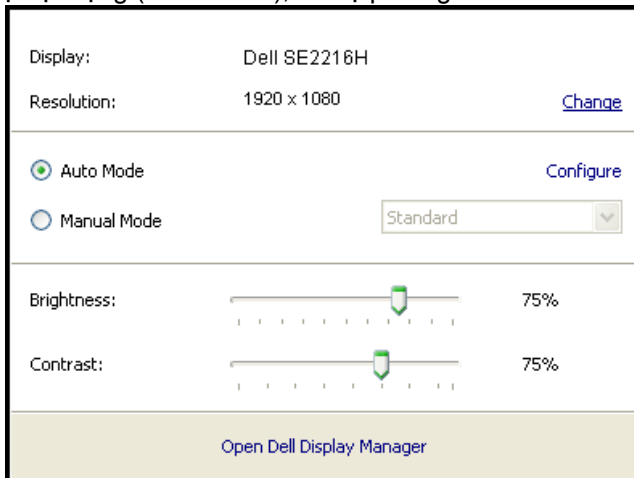 Display: Dell SE2216H
Resolution: 1920 x 1080 Change
Auto Mode Configure
Manual Mode Standard
Brightness: 75%
Contrast: 75%
Open Dell Display Manager